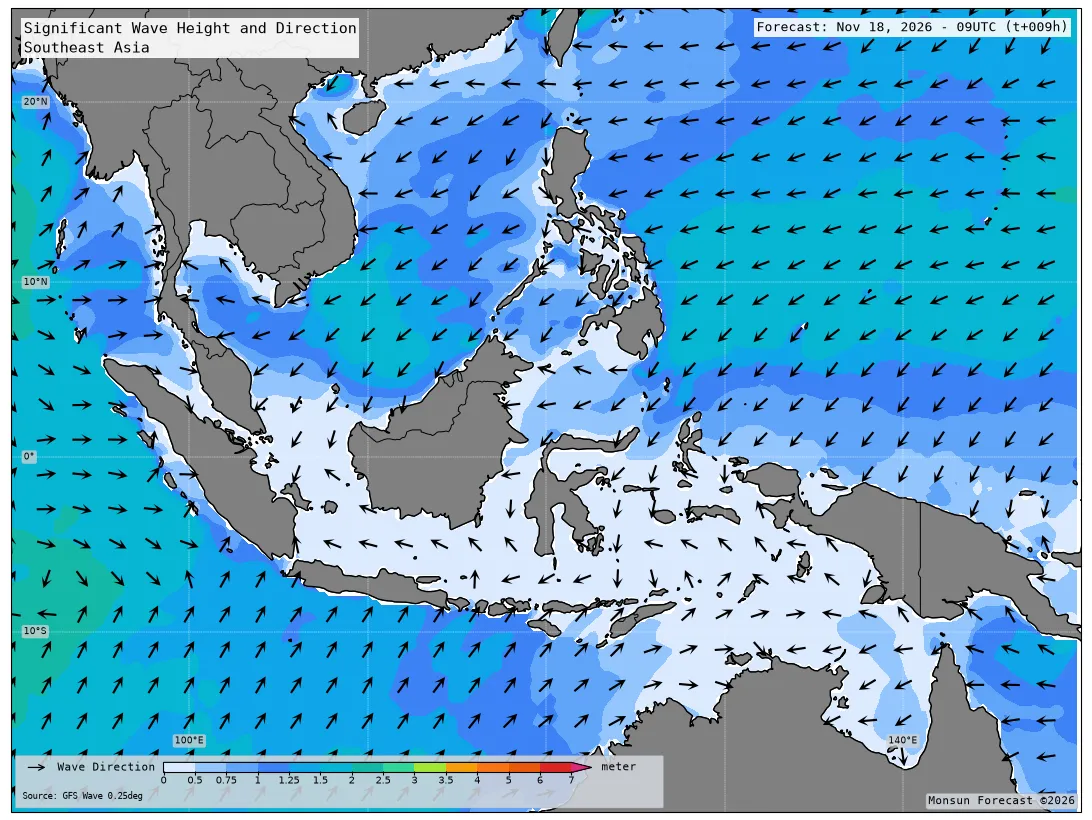 Significant Wave Height and Direction
Southeast Asia
Forecast: Nov 18, 2026 - 09UTC (t+009h)
20°N
10°N
0°
10°S
100°E
140°E
Wave Direction
meter
0 0.5 0.75 1 1.25 1.5 2 2.5 3 3.5 4 5 6 7
Source: GFS Wave 0.25deg
Monsun Forecast ©2026